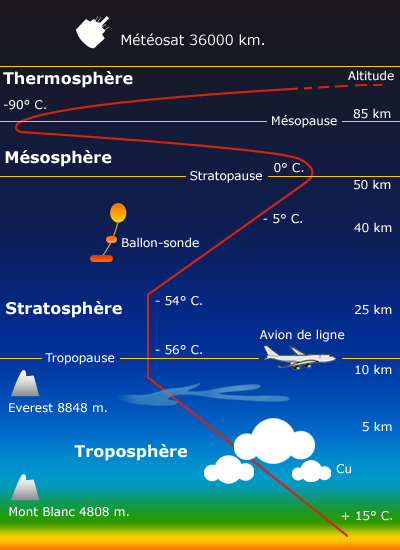 Météosat 36000 km.
Thermosphère
Altitude
-90° C.
85 km
Mésopause
Mésosphère
0° C.
Stratopause
50 km
- 5° C.
40 km
Ballon-sonde
- 54° C.
Stratosphère
25 km
Avion de ligne
- 56° C.
Tropopause
10 km
Everest 8848 m.
5 km
Troposphère
Cu
Mont Blanc 4808 m.
+ 15° C.